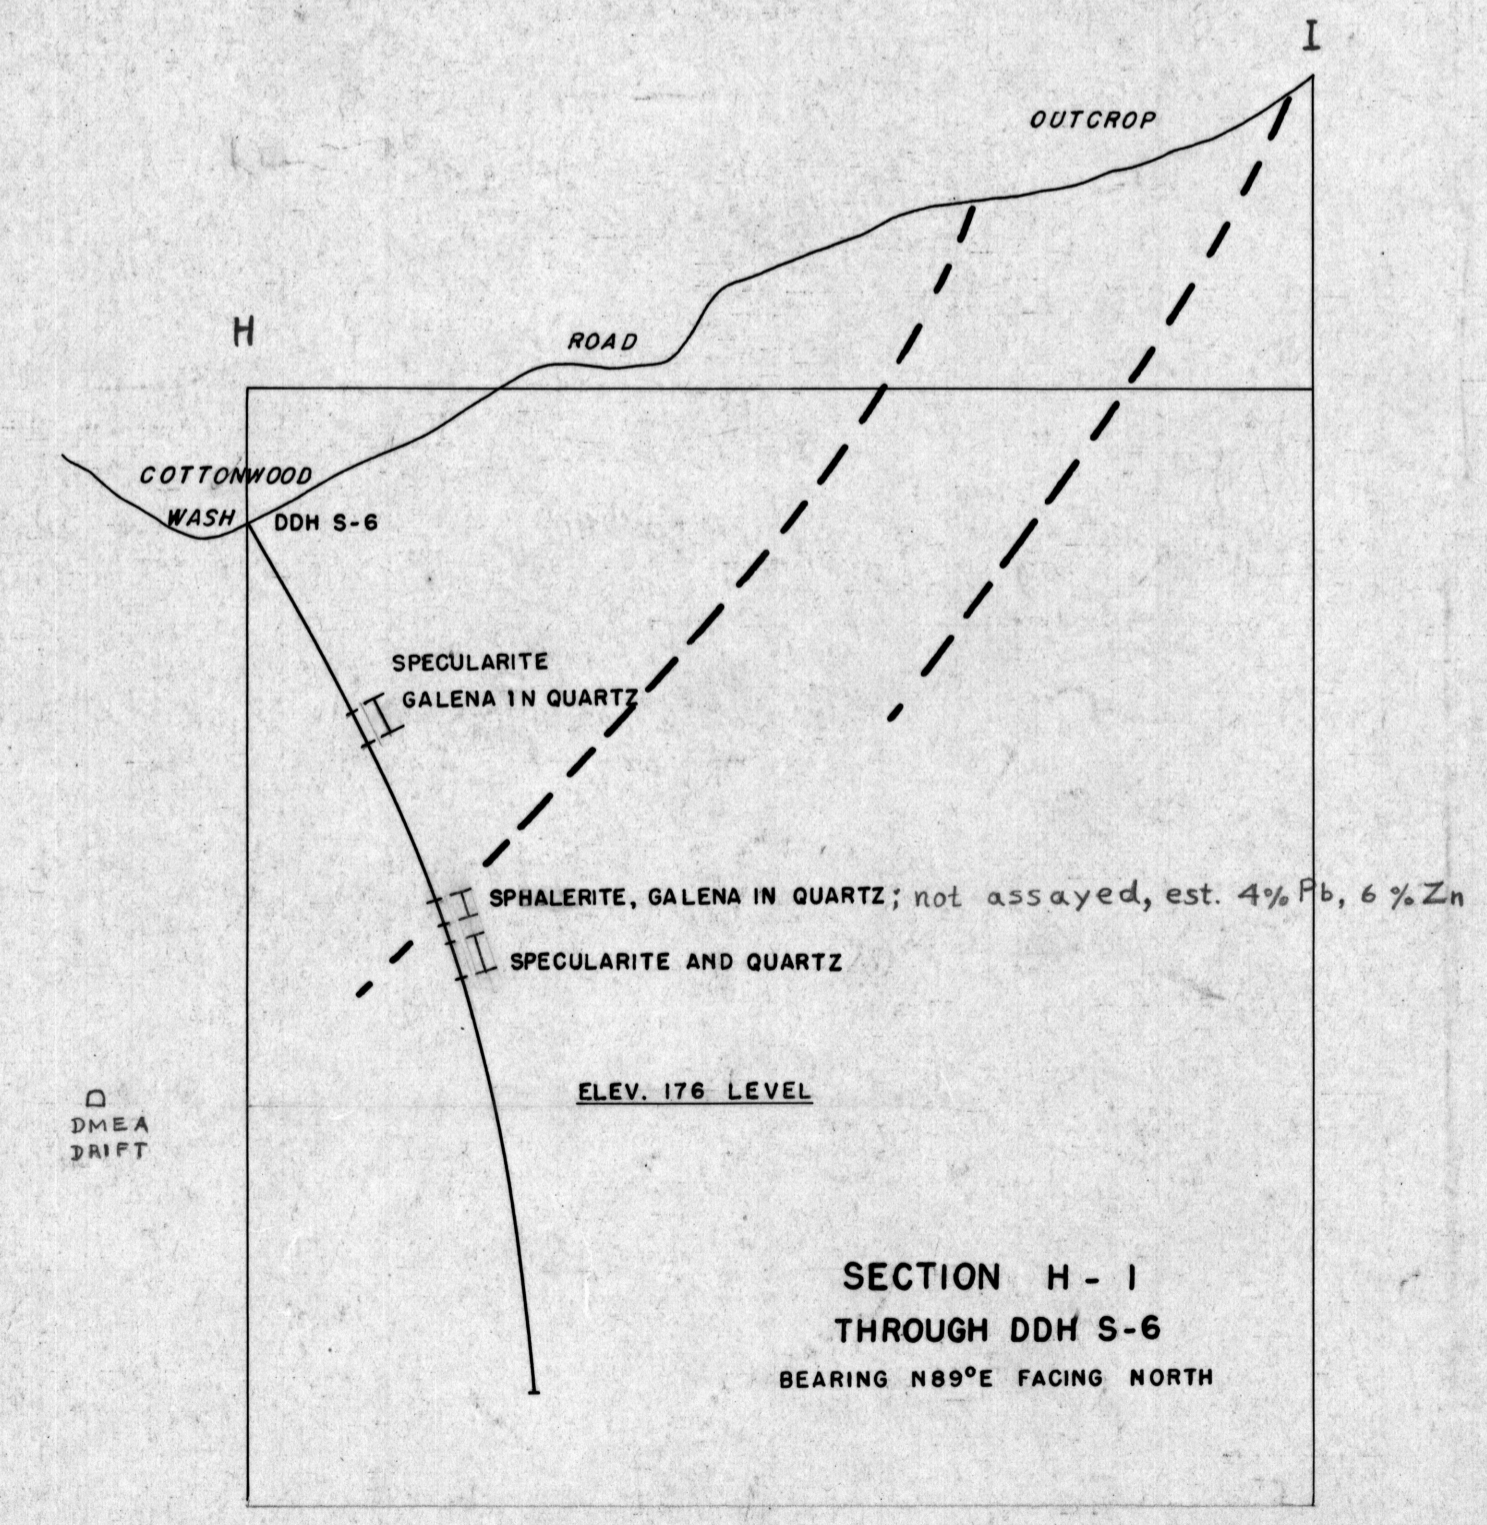 I
OUTCROP
H
ROAD
COTTONWOOD
WASH
DDH S-6
SPECULARITE
GALENA IN QUARTZ
SPHALERITE, GALENA IN QUARTZ; not assayed, est. 4% Pb, 6 % Zn
SPECULARITE AND QUARTZ
ELEV. 176 LEVEL
DMEA
DRIFT
SECTION H - I
THROUGH DDH S-6
BEARING N89°E FACING NORTH